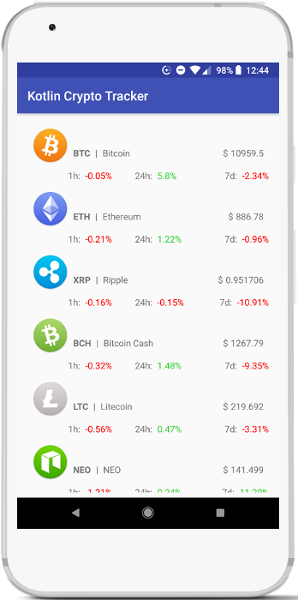 98% 12:44
Kotlin Crypto Tracker
BTC | Bitcoin $ 10959.5
1h: -0.05% 24h: 5.8% 7d: -2.34%
ETH | Ethereum $ 886.78
1h: -0.21% 24h: 1.22% 7d: -0.96%
XRP | Ripple $ 0.951706
1h: -0.16% 24h: -0.15% 7d: -10.91%
BCH | Bitcoin Cash $ 1267.79
1h: -0.32% 24h: 1.48% 7d: -9.35%
LTC | Litecoin $ 219.692
1h: -0.56% 24h: 0.47% 7d: -3.31%
NEO | NEO $ 141.499
1h: 24h: 7d: